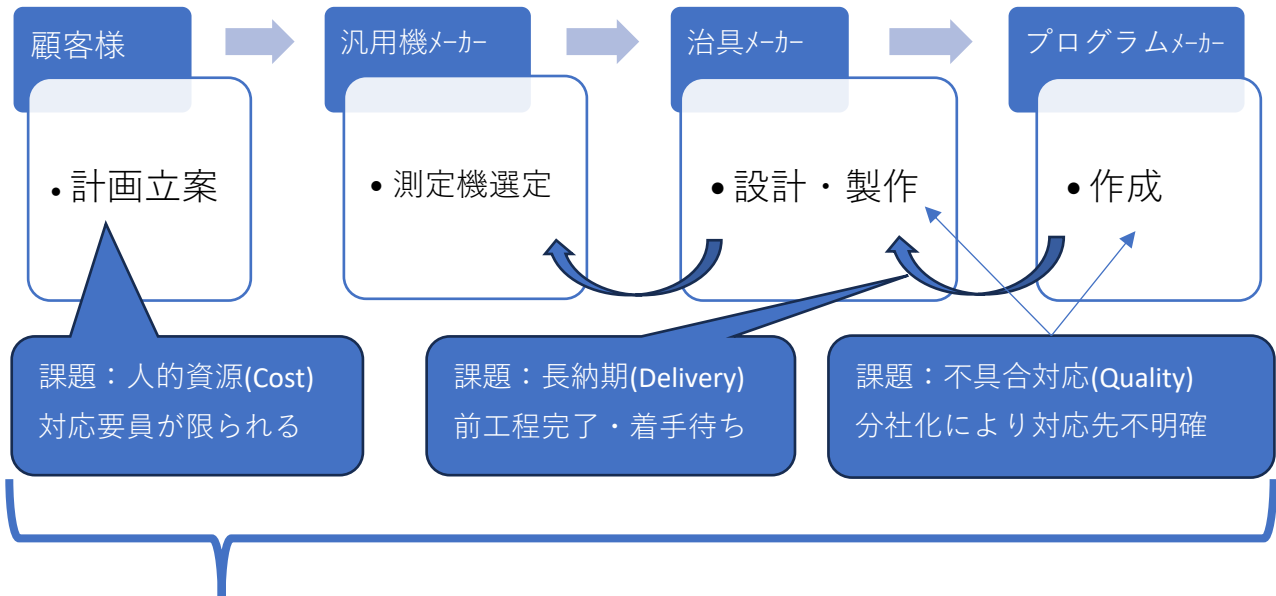 顧客様
汎用機ﾒｰｶｰ
治具ﾒｰｶｰ
プログラムﾒｰｶｰ
• 計画立案
• 測定機選定
• 設計・製作
• 作成
課題：人的資源(Cost)
対応要員が限られる
課題：長納期(Delivery)
前工程完了・着手待ち
課題：不具合対応(Quality)
分社化により対応先不明確